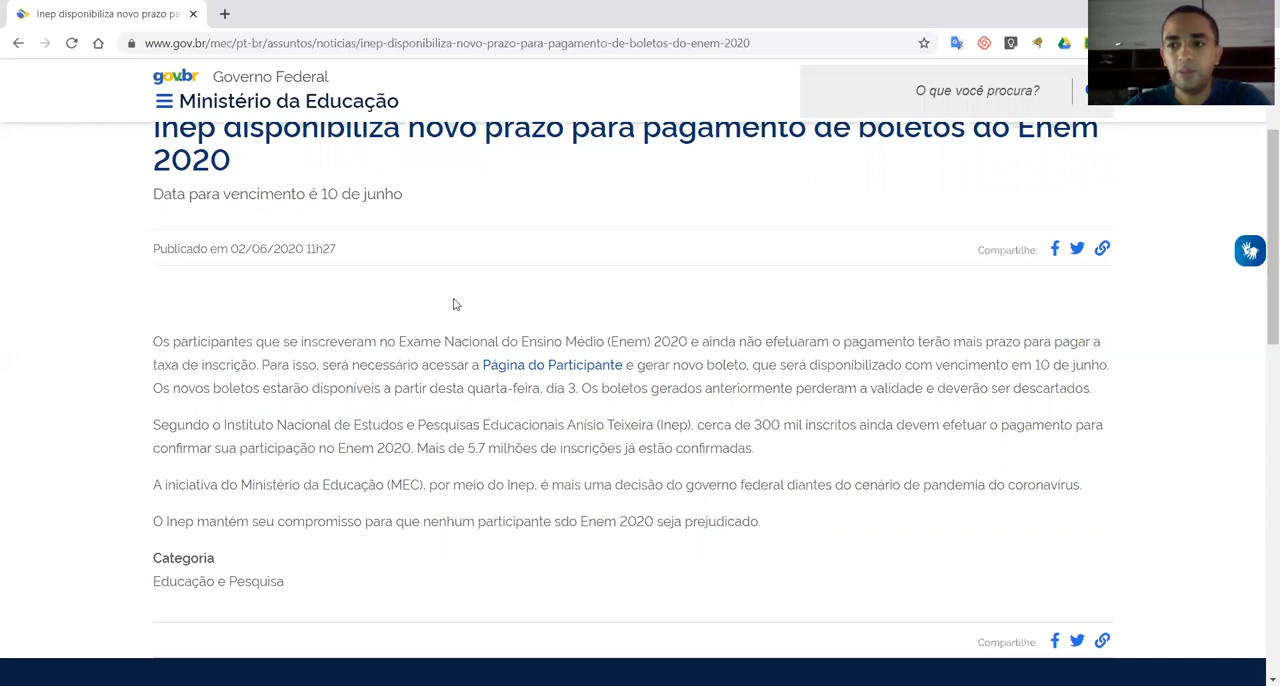 Inep disponibiliza novo prazo pa
www.gov.br/mec/pt-br/assuntos/noticias/inep-disponibiliza-novo-prazo-para-pagamento-de-boletos-do-enem-2020
gov.br Governo Federal
Ministério da Educação
O que você procura?
Inep disponibiliza novo prazo para pagamento de boletos do Enem
2020
Data para vencimento é 10 de junho
Publicado em 02/06/2020 11h27
Compartilhe:
Os participantes que se inscreveram no Exame Nacional do Ensino Médio (Enem) 2020 e ainda não efetuaram o pagamento terão mais prazo para pagar a
taxa de inscrição. Para isso, será necessário acessar a Página do Participante e gerar novo boleto, que será disponibilizado com vencimento em 10 de junho.
Os novos boletos estarão disponíveis a partir desta quarta-feira, dia 3. Os boletos gerados anteriormente perderam a validade e deverão ser descartados.
Segundo o Instituto Nacional de Estudos e Pesquisas Educacionais Anísio Teixeira (Inep), cerca de 300 mil inscritos ainda devem efetuar o pagamento para
confirmar sua participação no Enem 2020. Mais de 5,7 milhões de inscrições já estão confirmadas.
A iniciativa do Ministério da Educação (MEC), por meio do Inep, é mais uma decisão do governo federal diantes do cenário de pandemia do coronavírus.
O Inep mantém seu compromisso para que nenhum participante sdo Enem 2020 seja prejudicado.
Categoria
Educação e Pesquisa
Compartilhe: